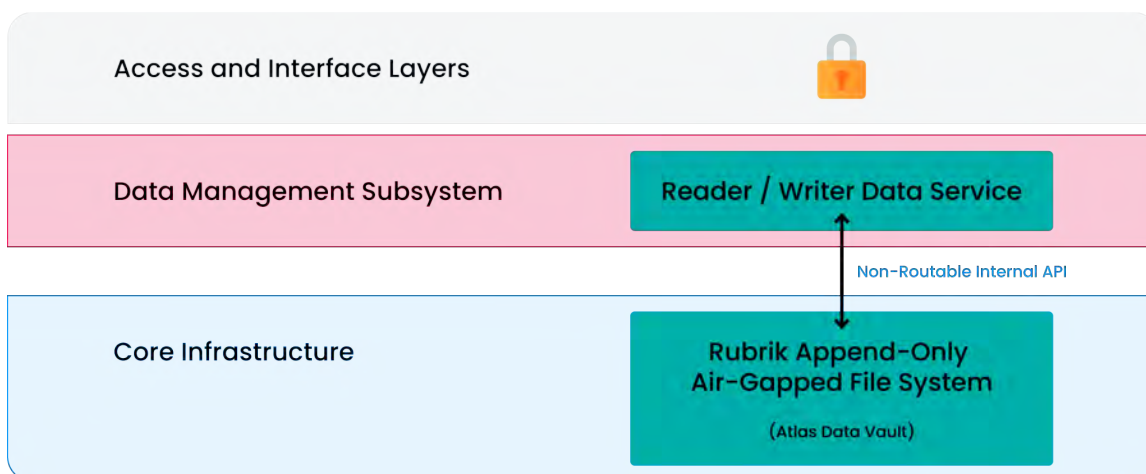 Access and Interface Layers
Data Management Subsystem
Reader / Writer Data Service
Non-Routable Internal API
Core Infrastructure
Rubrik Append-Only
Air-Gapped File System
(Atlas Data Vault)